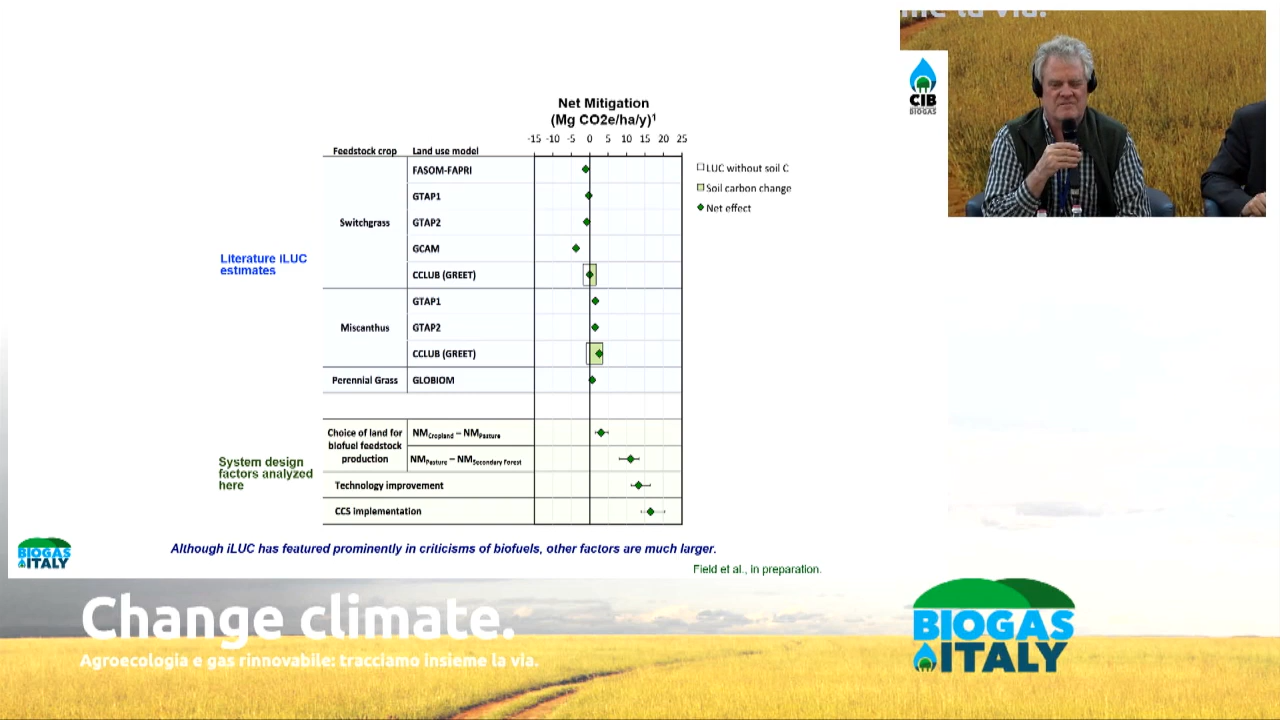 me la via.
CIB
BIOGAS
Net Mitigation
(Mg CO2e/ha/y)¹
-15 -10 -5 0 5 10 15 20 25
Feedstock crop Land use model
LUC without soil C
Soil carbon change
Net effect
Literature iLUC
estimates
Switchgrass
FASOM-FAPRI
GTAP1
GTAP2
GCAM
CCLUB (GREET)
Miscanthus
GTAP1
GTAP2
CCLUB (GREET)
Perennial Grass GLOBIOM
System design
factors analyzed
here
Choice of land for
biofuel feedstock
production
NMCropland – NMPasture
NMPasture – NMSecondary Forest
Technology improvement
CCS implementation
Although iLUC has featured prominently in criticisms of biofuels, other factors are much larger.
Field et al., in preparation.
BIOGAS
ITALY
Change climate.
Agroecologia e gas rinnovabile: tracciamo insieme la via.
BIOGAS
ITALY